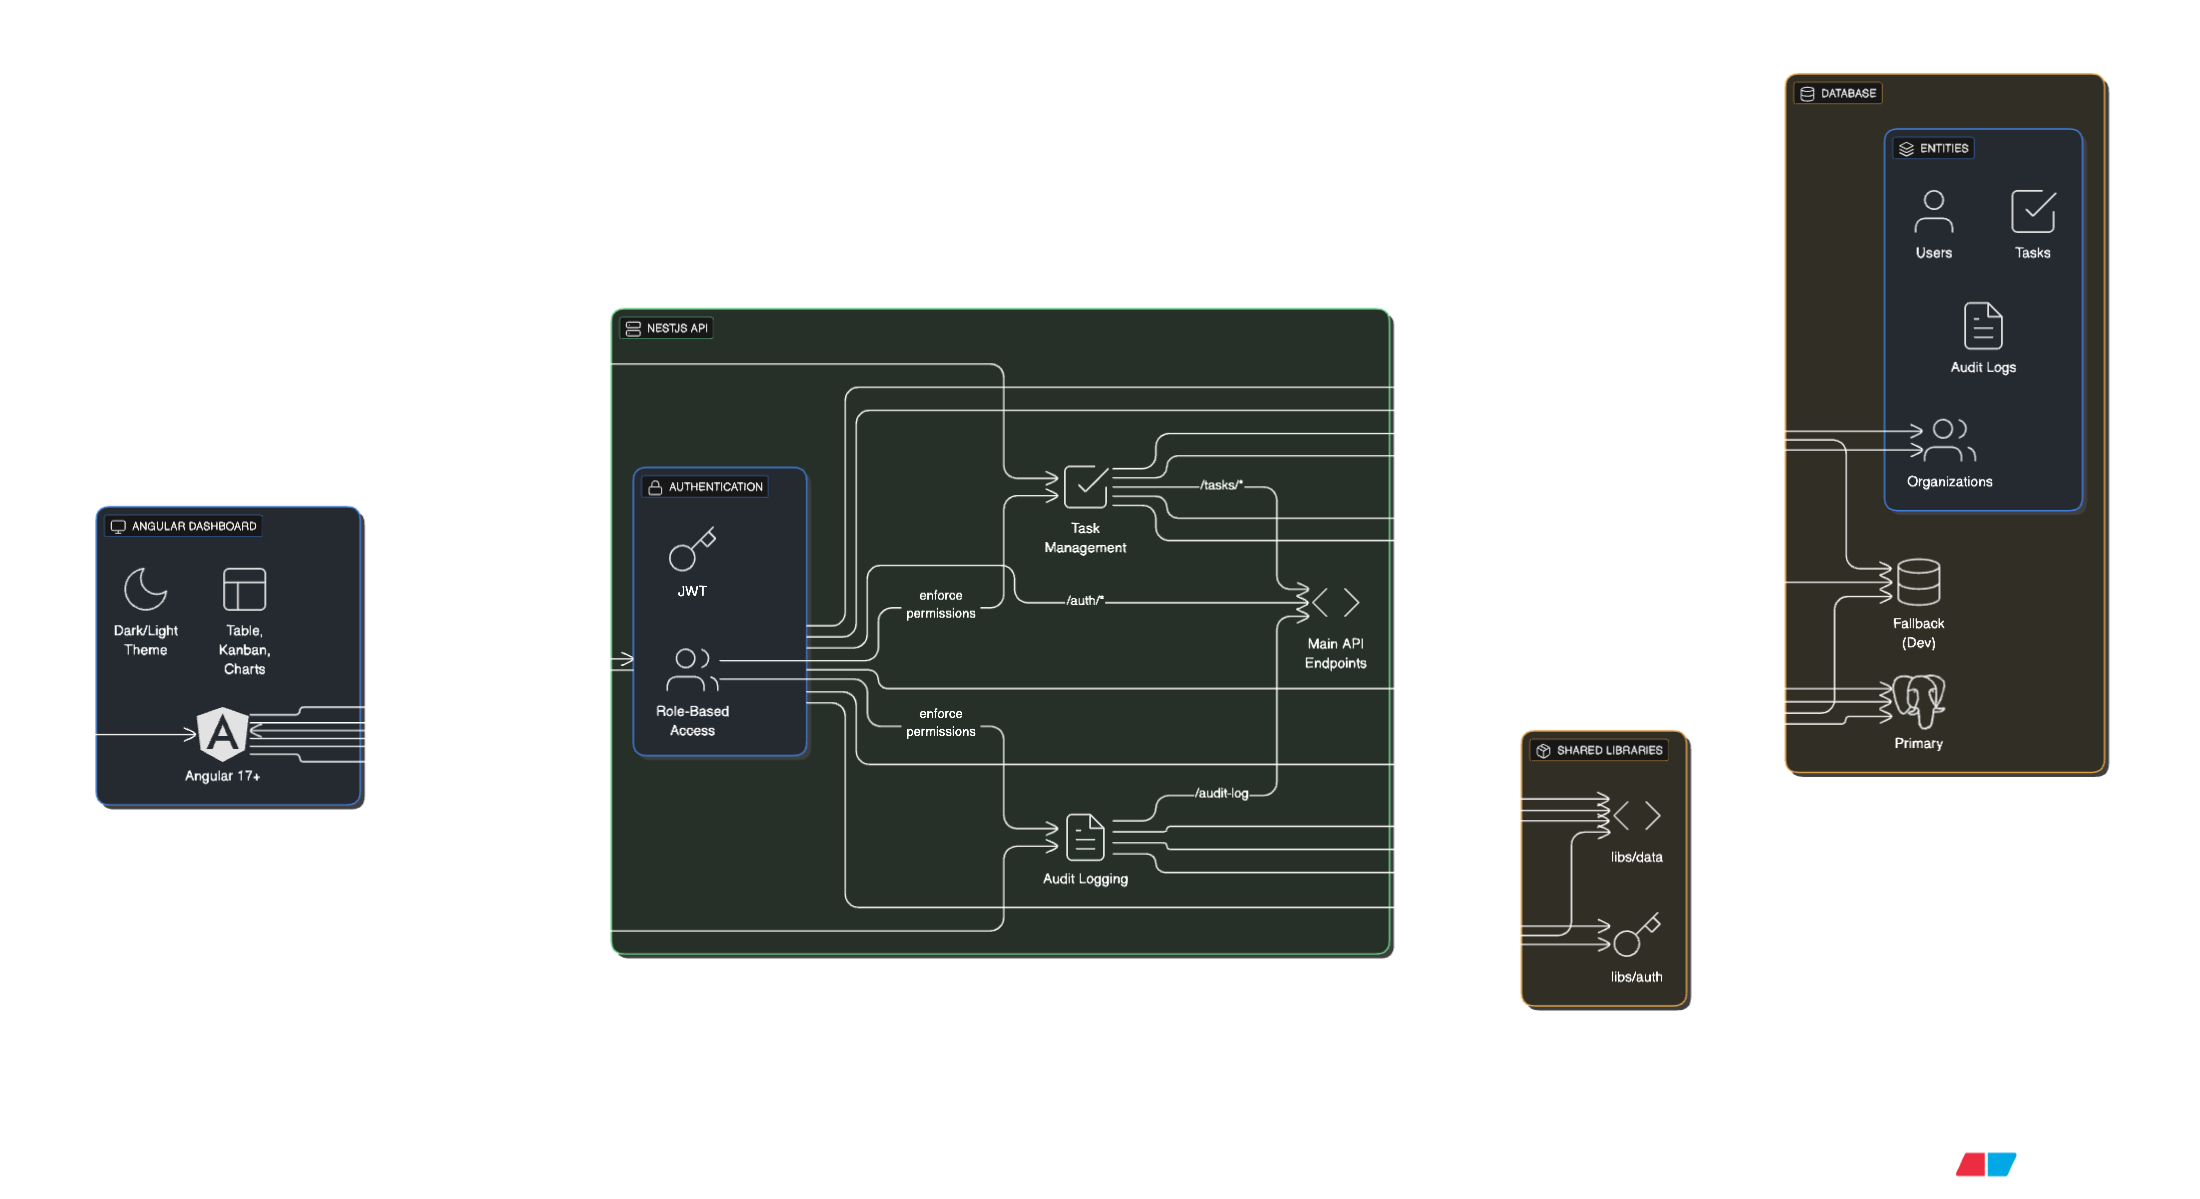 ANGULAR DASHBOARD
Dark/Light
Theme
Table,
Kanban,
Charts
Angular 17+
NESTJS API
AUTHENTICATION
JWT
Role-Based
Access
enforce
permissions
enforce
permissions
Task
Management
/tasks/*
/auth/*
Main API
Endpoints
/audit-log
Audit Logging
SHARED LIBRARIES
libs/data
libs/auth
DATABASE
ENTITIES
Users
Tasks
Audit Logs
Organizations
Fallback
(Dev)
Primary